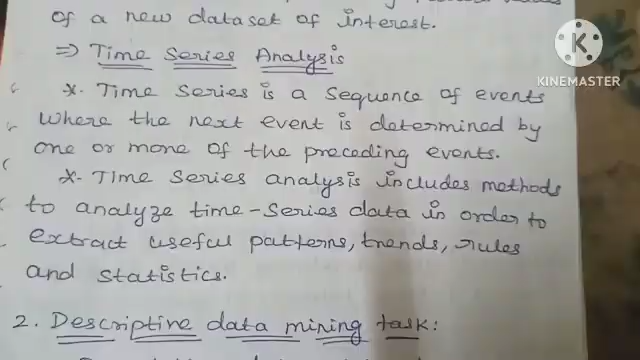 of a new dataset of interest.
⇒ Time Series Analysis
*. Time series is a sequence of events
where the next event is determined by
one or more of the preceding events.
*. Time series analysis includes methods
to analyze time-series data in order to
extract useful patterns, trends, rules
and statistics.
2. Descriptive data mining task:
K
KINEMASTER